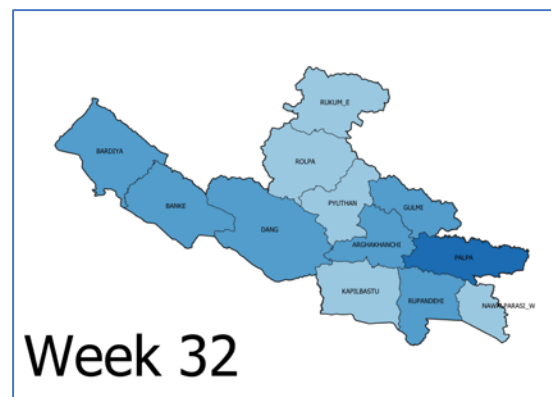 RUKUM_E
ROLPA
BARDIYA
PYUTHAN
BANKE
GULMI
DANG
ARGHAKHANCHI
PALPA
KAPILBASTU
RUPANDEHI
NAWALPARASI_W
Week 32